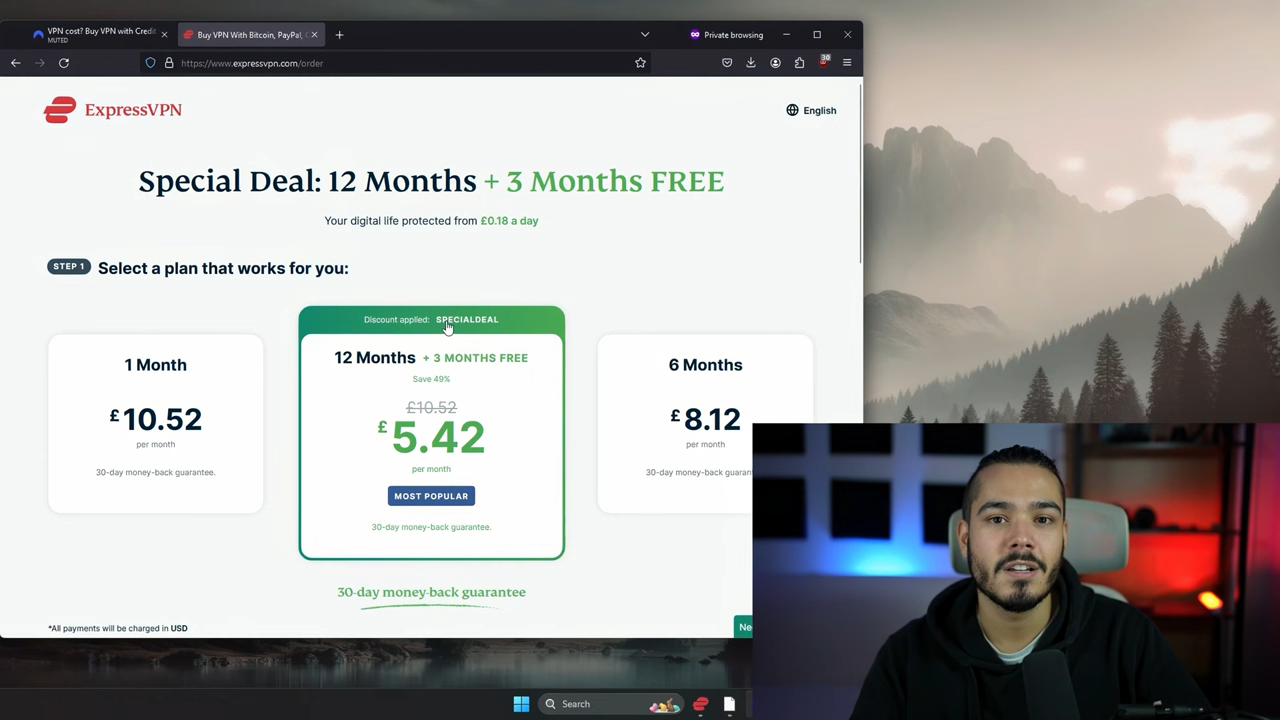 VPN cost? Buy VPN with Credit
MUTED
Buy VPN With Bitcoin, PayPal,
Private browsing
https://www.expressvpn.com/order
30
ExpressVPN
English
Special Deal: 12 Months + 3 Months FREE
Your digital life protected from £0.18 a day
STEP 1 Select a plan that works for you:
Discount applied: SPECIALDEAL
1 Month
£10.52
per month
30-day money-back guarantee.
12 Months + 3 MONTHS FREE
Save 49%
£10.52
£5.42
per month
MOST POPULAR
30-day money-back guarantee.
6 Months
£8.12
per month
30-day money-back
30-day money-back guarantee
*All payments will be charged in USD
Search